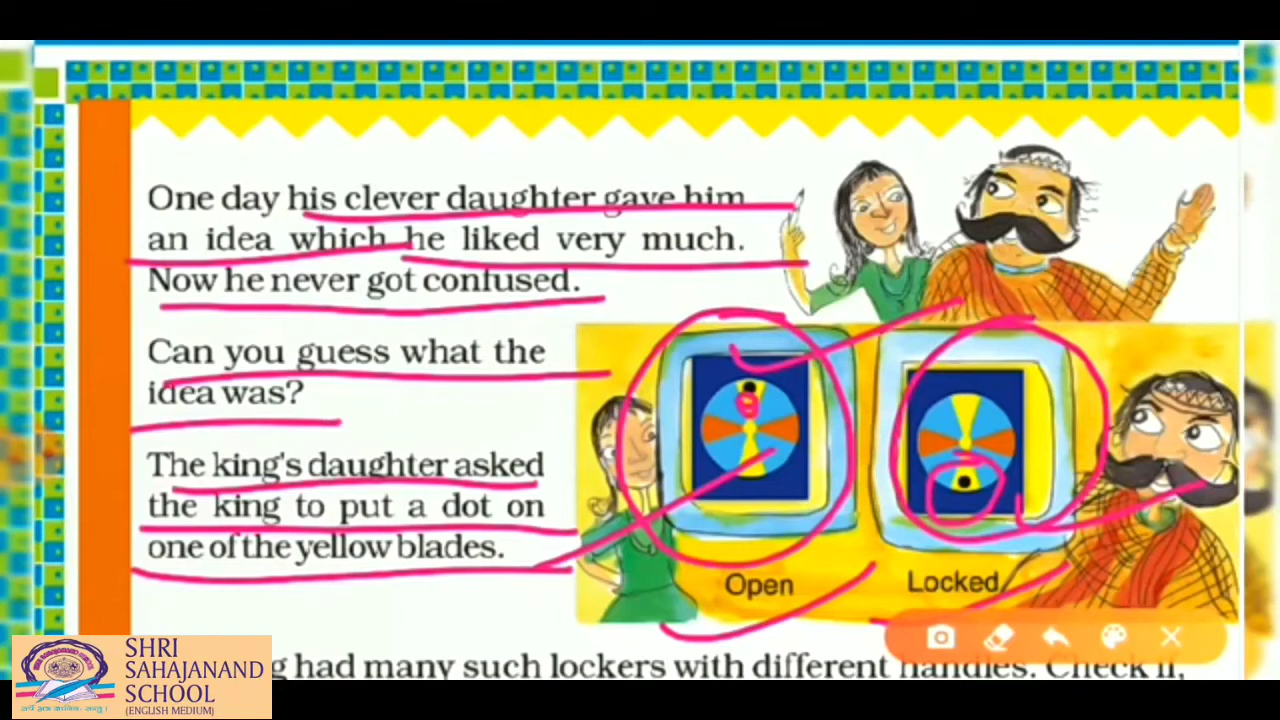 One day his clever daughter gave him
an idea which he liked very much.
Now he never got confused.
Can you guess what the
idea was?
The king's daughter asked
the king to put a dot on
one of the yellow blades.
Open
Locked
had many such lockers with different handles. Check if,
SHRI
SAHAJANAND
SCHOOL
(ENGLISH MEDIUM)